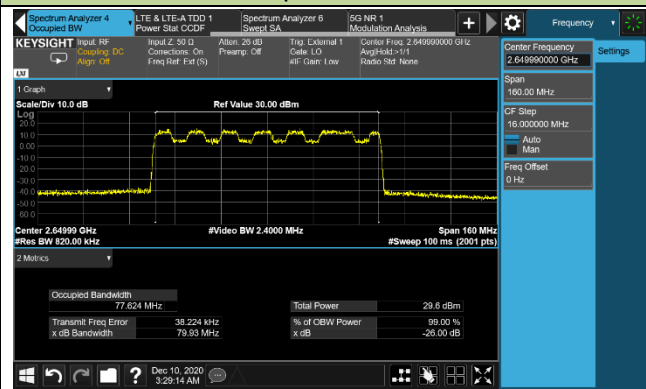 Spectrum Analyzer 4
Occupied BW
LTE & LTE-A TDD 1
Power Stat CCDF
Spectrum Analyzer 6
Swept SA
5G NR 1
Modulation Analysis
+
Frequency
KEYSIGHT
Input: RF
Coupling: DC
Align: Off
Input Z: 50 Ω
Corrections: On
Freq Ref: Ext (S)
Atten: 26 dB
Preamp: Off
Trig: External 1
Gate: LO
#IF Gain: Low
Center Freq: 2.649990000 GHz
Avg|Hold:>1/1
Radio Std: None
LXI
Center Frequency
2.649990000 GHz
Settings
Span
160.00 MHz
CF Step
16.000000 MHz
Auto
Man
Freq Offset
0 Hz
1 Graph
Scale/Div 10.0 dB
Ref Value 30.00 dBm
Log
20.0
10.0
0.00
-10.0
-20.0
-30.0
-40.0
-50.0
-60.0
Center 2.64999 GHz
#Video BW 2.4000 MHz
Span 160 MHz
#Res BW 820.00 kHz
#Sweep 100 ms (2001 pts)
2 Metrics
Occupied Bandwidth
77.624 MHz
Total Power 29.6 dBm
Transmit Freq Error 38.224 kHz
% of OBW Power 99.00 %
x dB Bandwidth 79.93 MHz
x dB -26.00 dB
?
Dec 10, 2020
3:29:14 AM